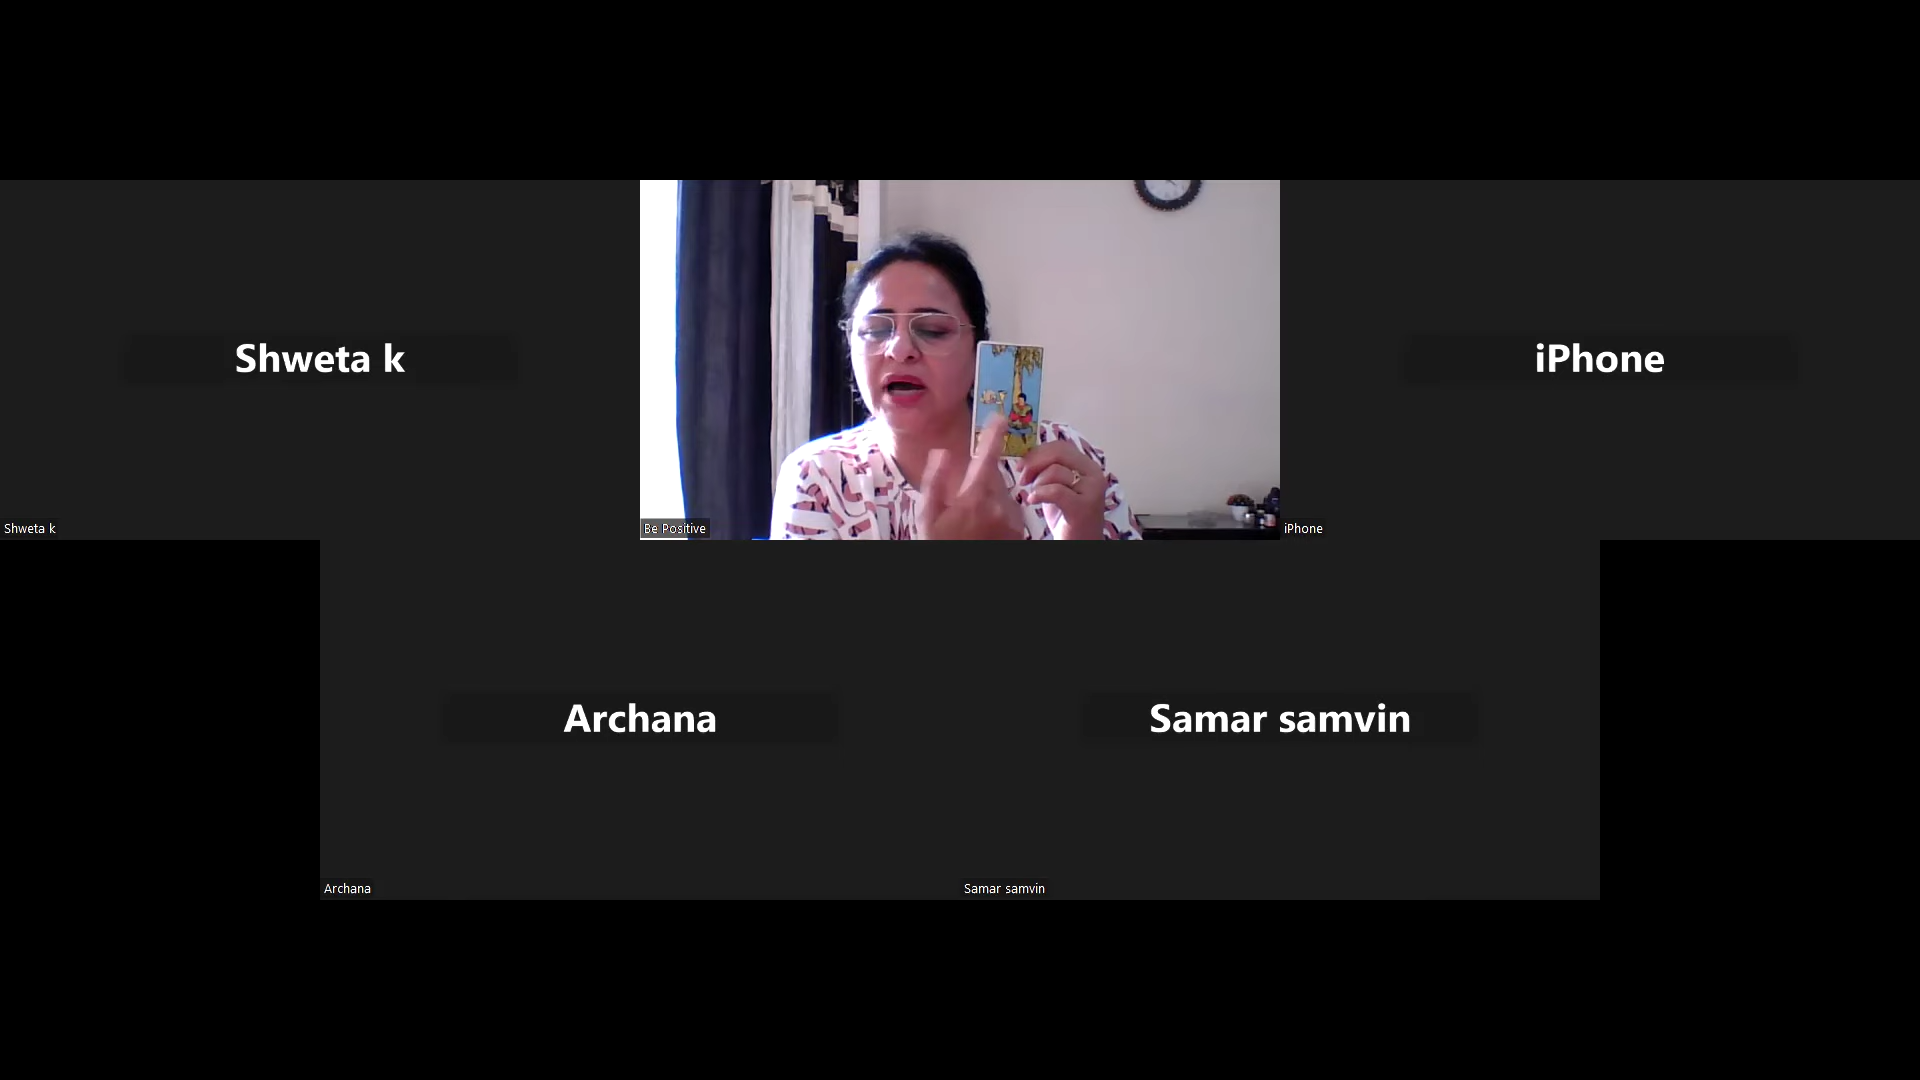 Shweta k
Shweta k
Be Positive
iPhone
iPhone
Archana
Archana
Samar samvin
Samar samvin